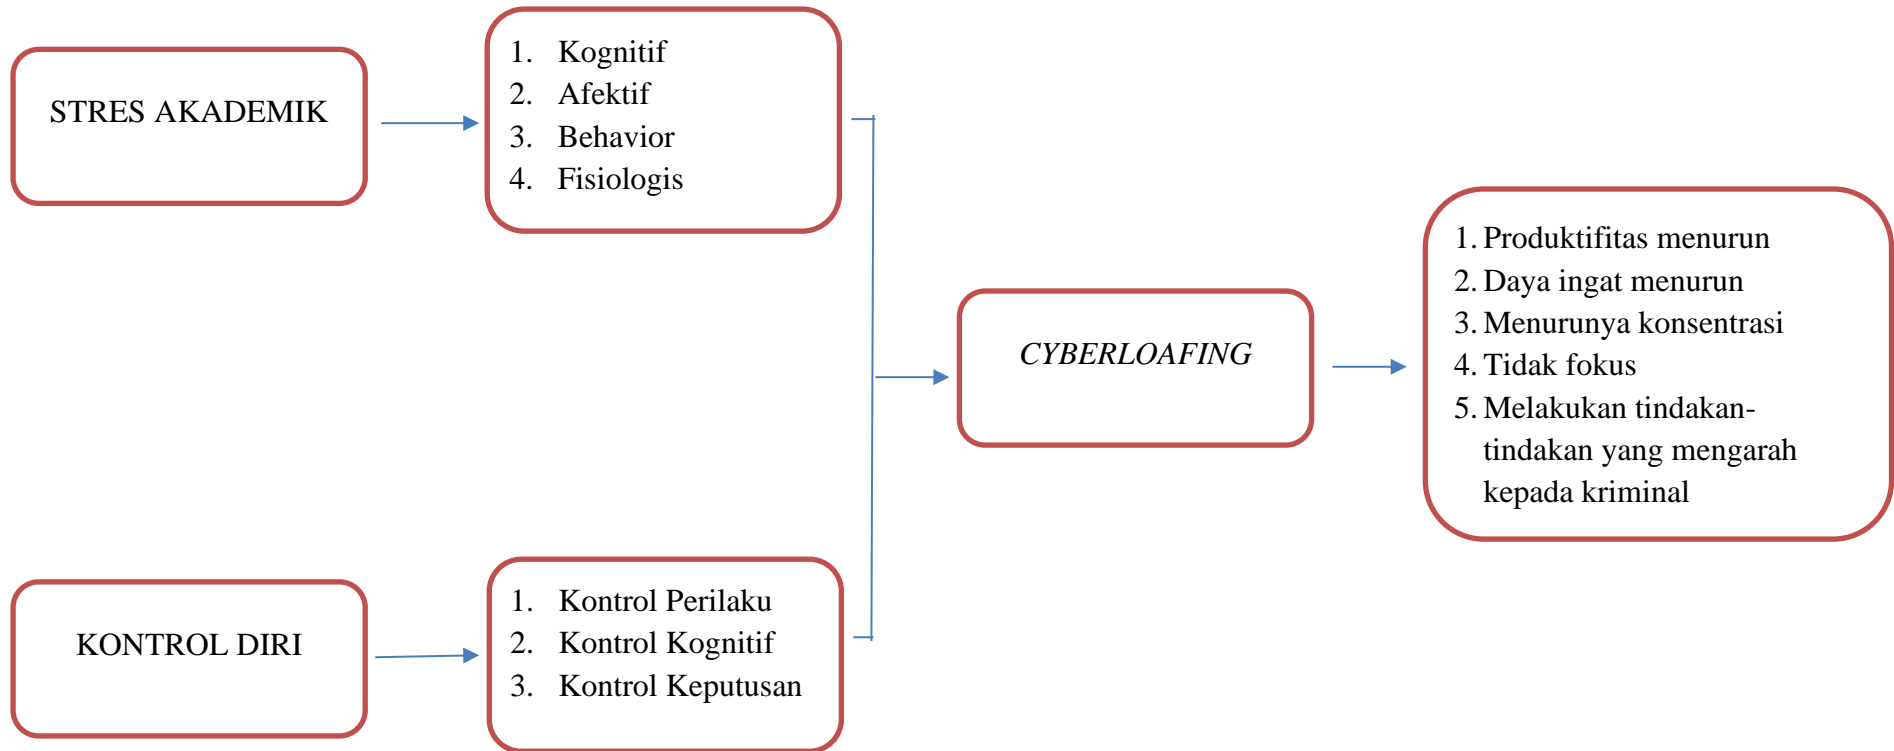 STRES AKADEMIK
1. Kognitif
2. Afektif
3. Behavior
4. Fisiologis
KONTROL DIRI
1. Kontrol Perilaku
2. Kontrol Kognitif
3. Kontrol Keputusan
CYBERLOAFING
1. Produktifitas menurun
2. Daya ingat menurun
3. Menurunya konsentrasi
4. Tidak fokus
5. Melakukan tindakan-
tindakan yang mengarah
kepada kriminal